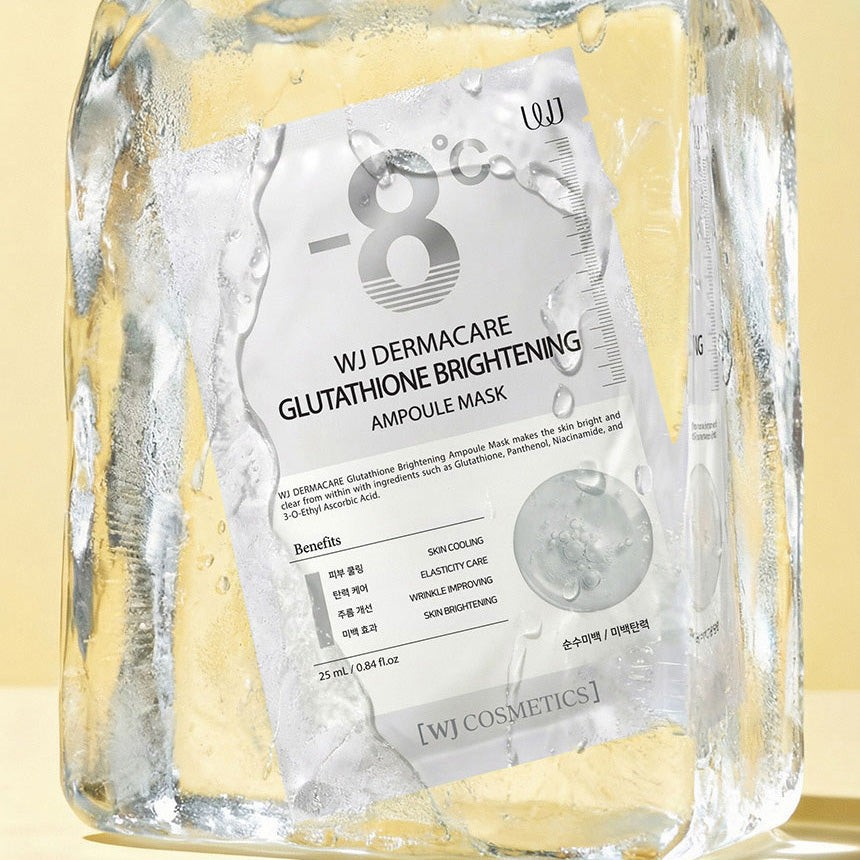 WJ
-8°C
WJ DERMACARE
GLUTATHIONE BRIGHTENING
AMPOULE MASK
WJ DERMACARE Glutathione Brightening Ampoule Mask makes the skin bright and
clear from within with ingredients such as Glutathione, Panthenol, Niacinamide, and
3-O-Ethyl Ascorbic Acid.
Benefits
피부 쿨링 SKIN COOLING
탄력 케어 ELASTICITY CARE
주름 개선 WRINKLE IMPROVING
미백 효과 SKIN BRIGHTENING
순수미백 / 미백탄력
25 mL / 0.84 fl.oz
[WJ COSMETICS]
NG